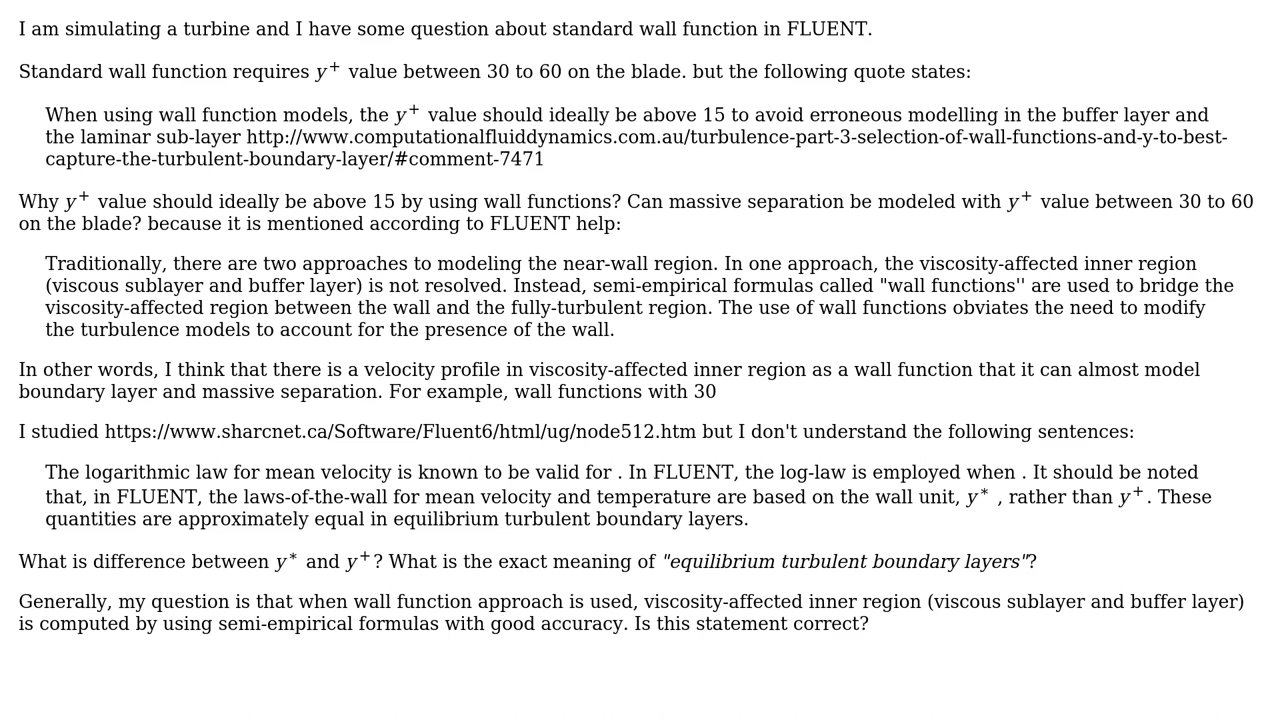 I am simulating a turbine and I have some question about standard wall function in FLUENT.
Standard wall function requires y+ value between 30 to 60 on the blade. but the following quote states:
When using wall function models, the y+ value should ideally be above 15 to avoid erroneous modelling in the buffer layer and
the laminar sub-layer http://www.computationalfluiddynamics.com.au/turbulence-part-3-selection-of-wall-functions-and-y-to-best-
capture-the-turbulent-boundary-layer/#comment-7471
Why y+ value should ideally be above 15 by using wall functions? Can massive separation be modeled with y+ value between 30 to 60
on the blade? because it is mentioned according to FLUENT help:
Traditionally, there are two approaches to modeling the near-wall region. In one approach, the viscosity-affected inner region
(viscous sublayer and buffer layer) is not resolved. Instead, semi-empirical formulas called "wall functions'' are used to bridge the
viscosity-affected region between the wall and the fully-turbulent region. The use of wall functions obviates the need to modify
the turbulence models to account for the presence of the wall.
In other words, I think that there is a velocity profile in viscosity-affected inner region as a wall function that it can almost model
boundary layer and massive separation. For example, wall functions with 30
I studied https://www.sharcnet.ca/Software/Fluent6/html/ug/node512.htm but I don't understand the following sentences:
The logarithmic law for mean velocity is known to be valid for . In FLUENT, the log-law is employed when . It should be noted
that, in FLUENT, the laws-of-the-wall for mean velocity and temperature are based on the wall unit, y* , rather than y+. These
quantities are approximately equal in equilibrium turbulent boundary layers.
What is difference between y* and y+? What is the exact meaning of "equilibrium turbulent boundary layers"?
Generally, my question is that when wall function approach is used, viscosity-affected inner region (viscous sublayer and buffer layer)
is computed by using semi-empirical formulas with good accuracy. Is this statement correct?